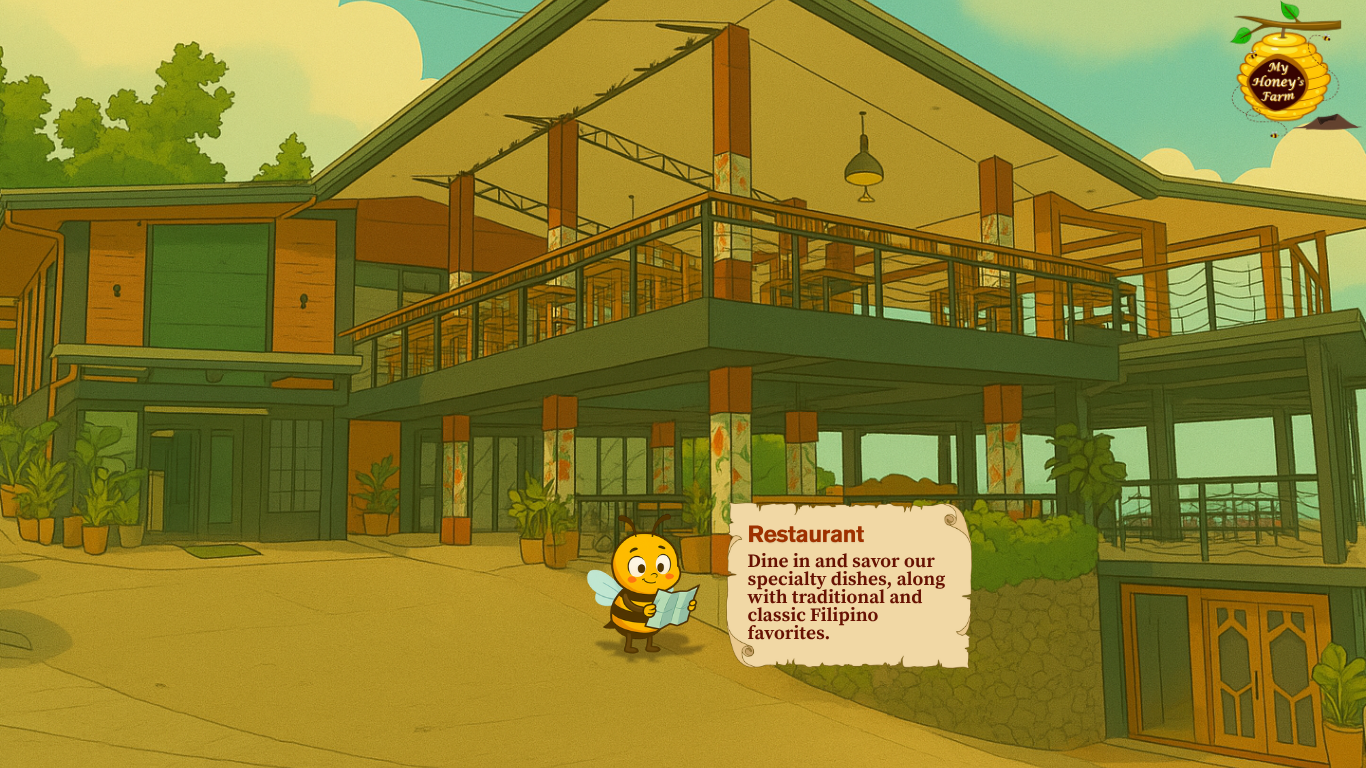 My
Honey's
Farm
Restaurant
Dine in and savor our
specialty dishes, along
with traditional and
classic Filipino
favorites.